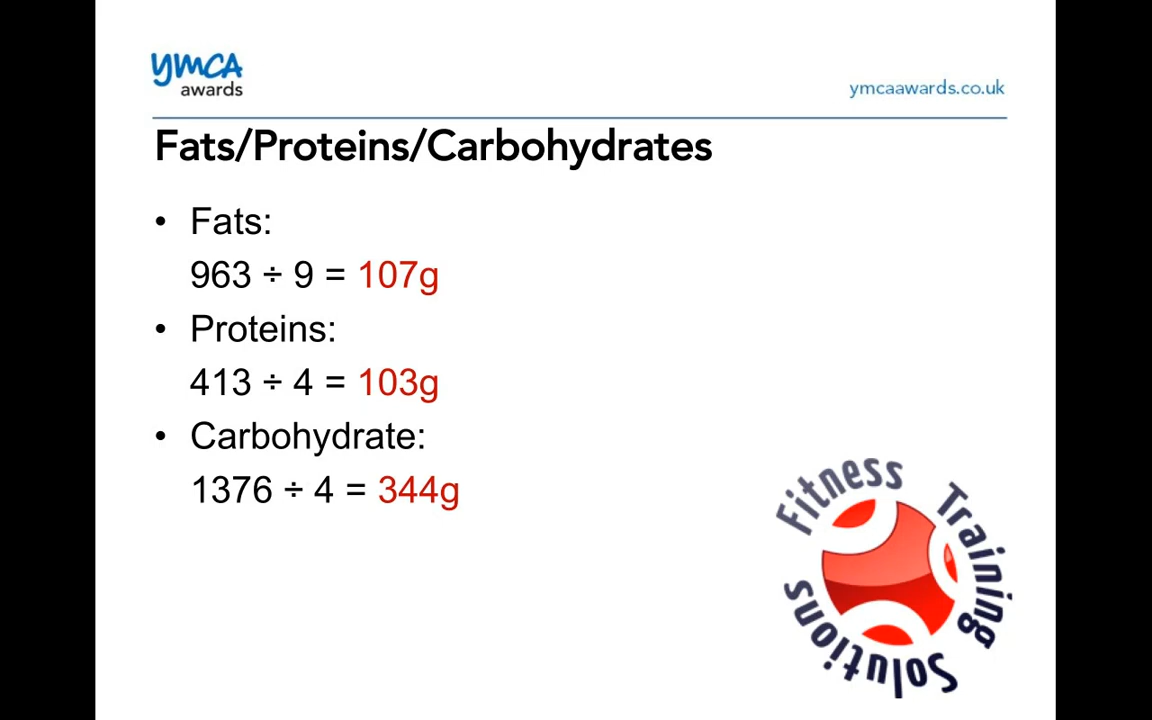 ymca
awards
ymcaawards.co.uk
Fats/Proteins/Carbohydrates
• Fats:
963 ÷ 9 = 107g
• Proteins:
413 ÷ 4 = 103g
• Carbohydrate:
1376 ÷ 4 = 344g
Fitness Training Solutions